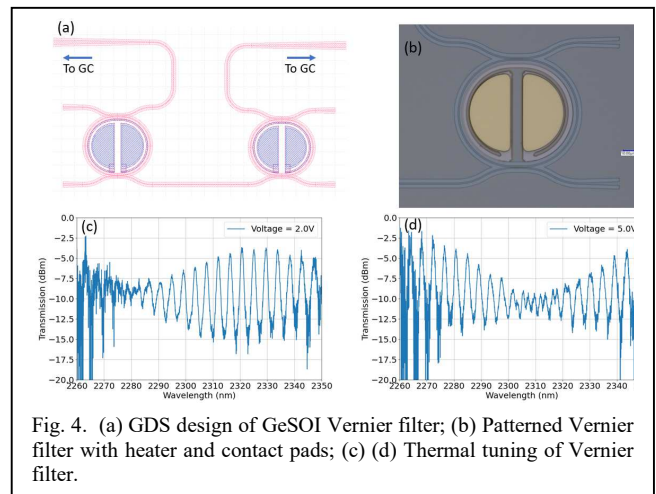 (a)
To GC
To GC
(b)
(c)
Voltage = 2.0V
0.0
−2.5
−5.0
−7.5
−10.0
−12.5
−15.0
−17.5
−20.0
Transmission (dBm)
2260 2270 2280 2290 2300 2310 2320 2330 2340 2350
Wavelength (nm)
(d)
Voltage = 5.0V
0.0
−2.5
−5.0
−7.5
−10.0
−12.5
−15.0
−17.5
−20.0
Transmission (dBm)
2260 2270 2280 2290 2300 2310 2320 2330 2340
Wavelength (nm)
Fig. 4. (a) GDS design of GeSOI Vernier filter; (b) Patterned Vernier
filter with heater and contact pads; (c) (d) Thermal tuning of Vernier
filter.